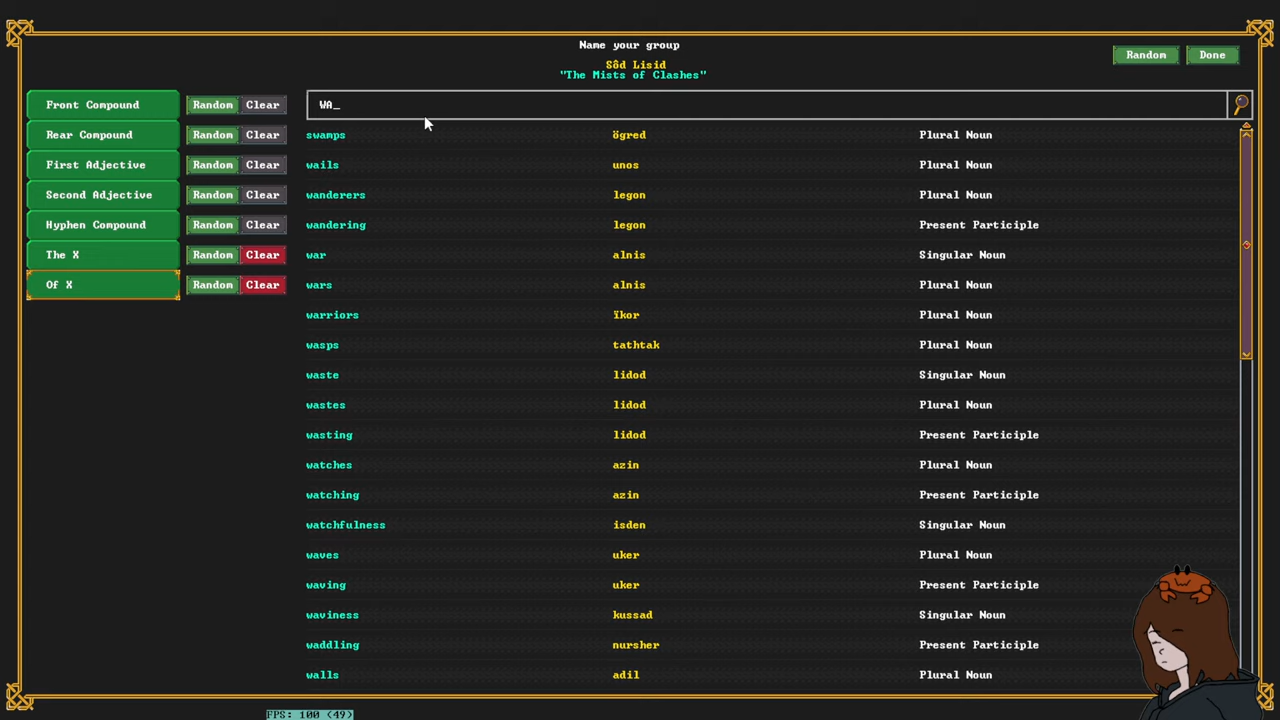 Name your group
Sôd Lisid
"The Mists of Clashes"
Random Done
Front Compound Random Clear
WA_
Rear Compound Random Clear
swamps ögred Plural Noun
First Adjective Random Clear
wails unos Plural Noun
Second Adjective Random Clear
wanderers legon Plural Noun
Hyphen Compound Random Clear
wandering legon Present Participle
The X Random Clear
war alnis Singular Noun
Of X Random Clear
wars alnis Plural Noun
warriors ïkor Plural Noun
wasps tathtak Plural Noun
waste lidod Singular Noun
wastes lidod Plural Noun
wasting lidod Present Participle
watches azin Plural Noun
watching azin Present Participle
watchfulness isden Singular Noun
waves uker Plural Noun
waving uker Present Participle
waviness kussad Singular Noun
waddling nursher Present Participle
walls adil Plural Noun
FPS: 100 (49)